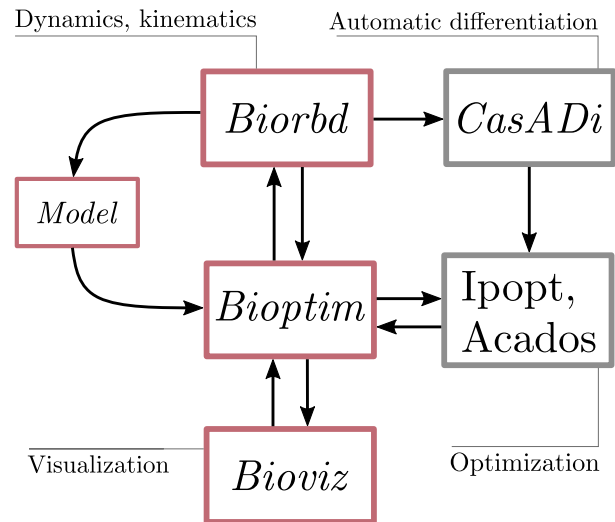 Dynamics, kinematics
Automatic differentiation
Biorbd
CasADi
Model
Bioptim
Ipopt,
Acados
Visualization
Optimization
Bioviz